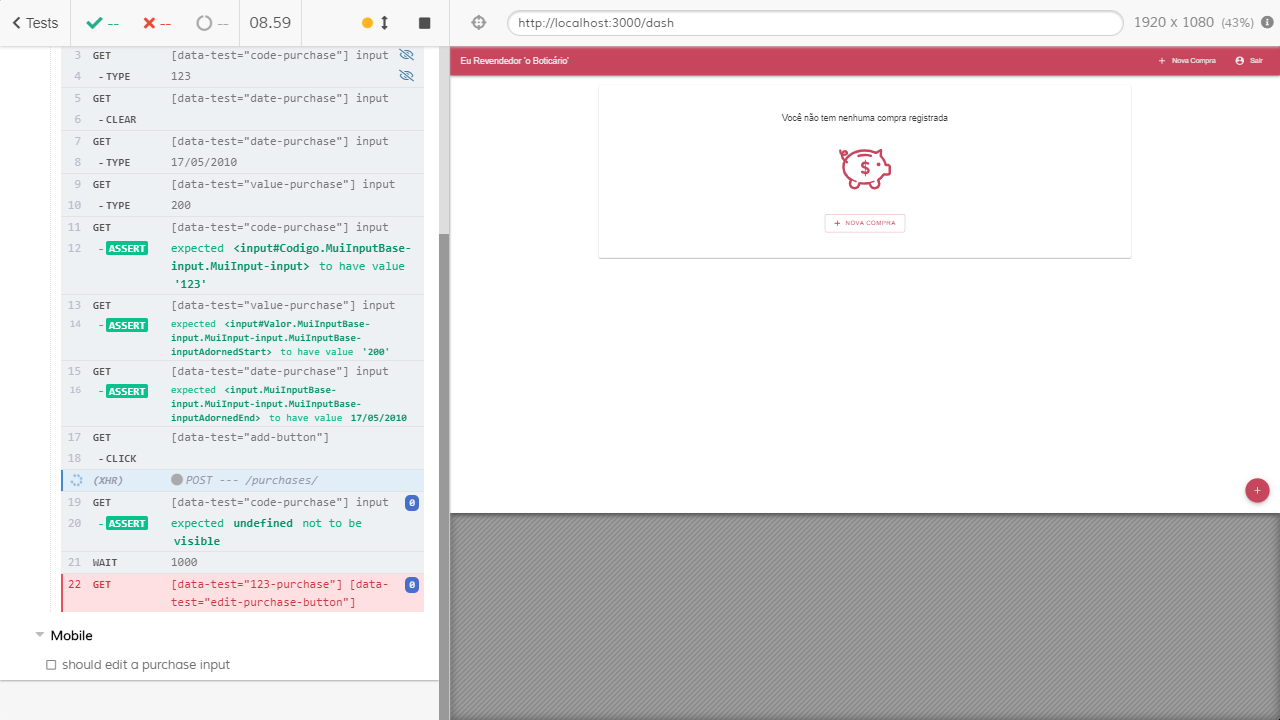 Tests
--
--
--
08.59
http://localhost:3000/dash
1920 x 1080 (43%)
3 GET [data-test="code-purchase"] input
4 -TYPE 123
5 GET [data-test="date-purchase"] input
6 -CLEAR
7 GET [data-test="date-purchase"] input
8 -TYPE 17/05/2010
9 GET [data-test="value-purchase"] input
10 -TYPE 200
11 GET [data-test="code-purchase"] input
12 -ASSERT expected <input#Codigo.MuiInputBase-
input.MuiInput-input> to have value
'123'
13 GET [data-test="value-purchase"] input
14 -ASSERT expected <input#Valor.MuiInputBase-
input.MuiInput-input.MuiInputBase-
inputAdornedStart> to have value '200'
15 GET [data-test="date-purchase"] input
16 -ASSERT expected <input.MuiInputBase-
input.MuiInput-input.MuiInputBase-
inputAdornedEnd> to have value 17/05/2010
17 GET [data-test="add-button"]
18 -CLICK
(XHR) POST --- /purchases/
19 GET [data-test="code-purchase"] input 0
20 -ASSERT expected undefined not to be
visible
21 WAIT 1000
22 GET [data-test="123-purchase"] [data- 0
test="edit-purchase-button"]
Mobile
should edit a purchase input
Eu Revendedor 'o Boticário'
+ Nova Compra
Sair
Você não tem nenhuma compra registrada
$
+ NOVA COMPRA
+